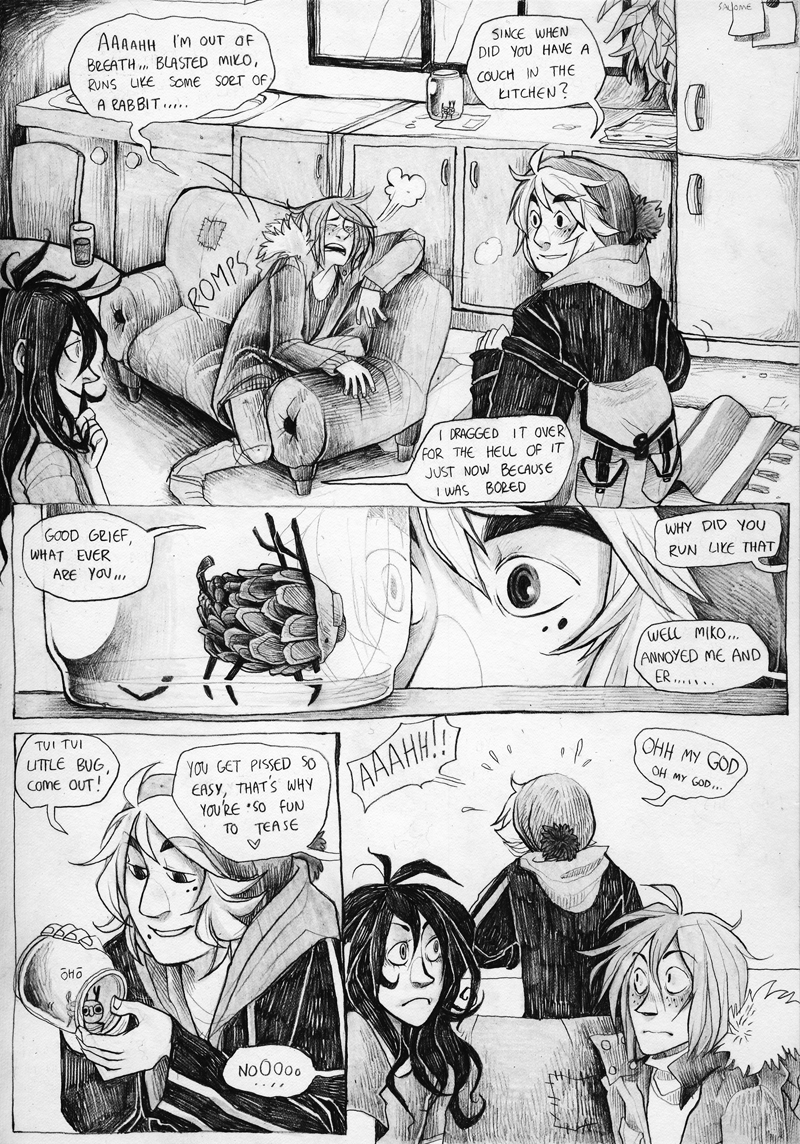 SALOME
AAAAHH I'M OUT OF
BREATH... BLASTED MIKO,
RUNS LIKE SOME SORT OF
A RABBIT.....
SINCE WHEN
DID YOU HAVE A
COUCH IN THE
KITCHEN?
ROMPS
I DRAGGED IT OVER
FOR THE HELL OF IT
JUST NOW BECAUSE
I WAS BORED
GOOD GRIEF,
WHAT EVER
ARE YOU...
WHY DID YOU
RUN LIKE THAT
WELL MIKO...
ANNOYED ME AND
ER.......
TUI TUI
LITTLE BUG,
COME OUT!
YOU GET PISSED SO
EASY, THAT'S WHY
YOU'RE SO FUN
TO TEASE
♡
ŌHŌ
NOOOoo
.....
AAAHH!!
OHH MY GOD
OH MY GOD...